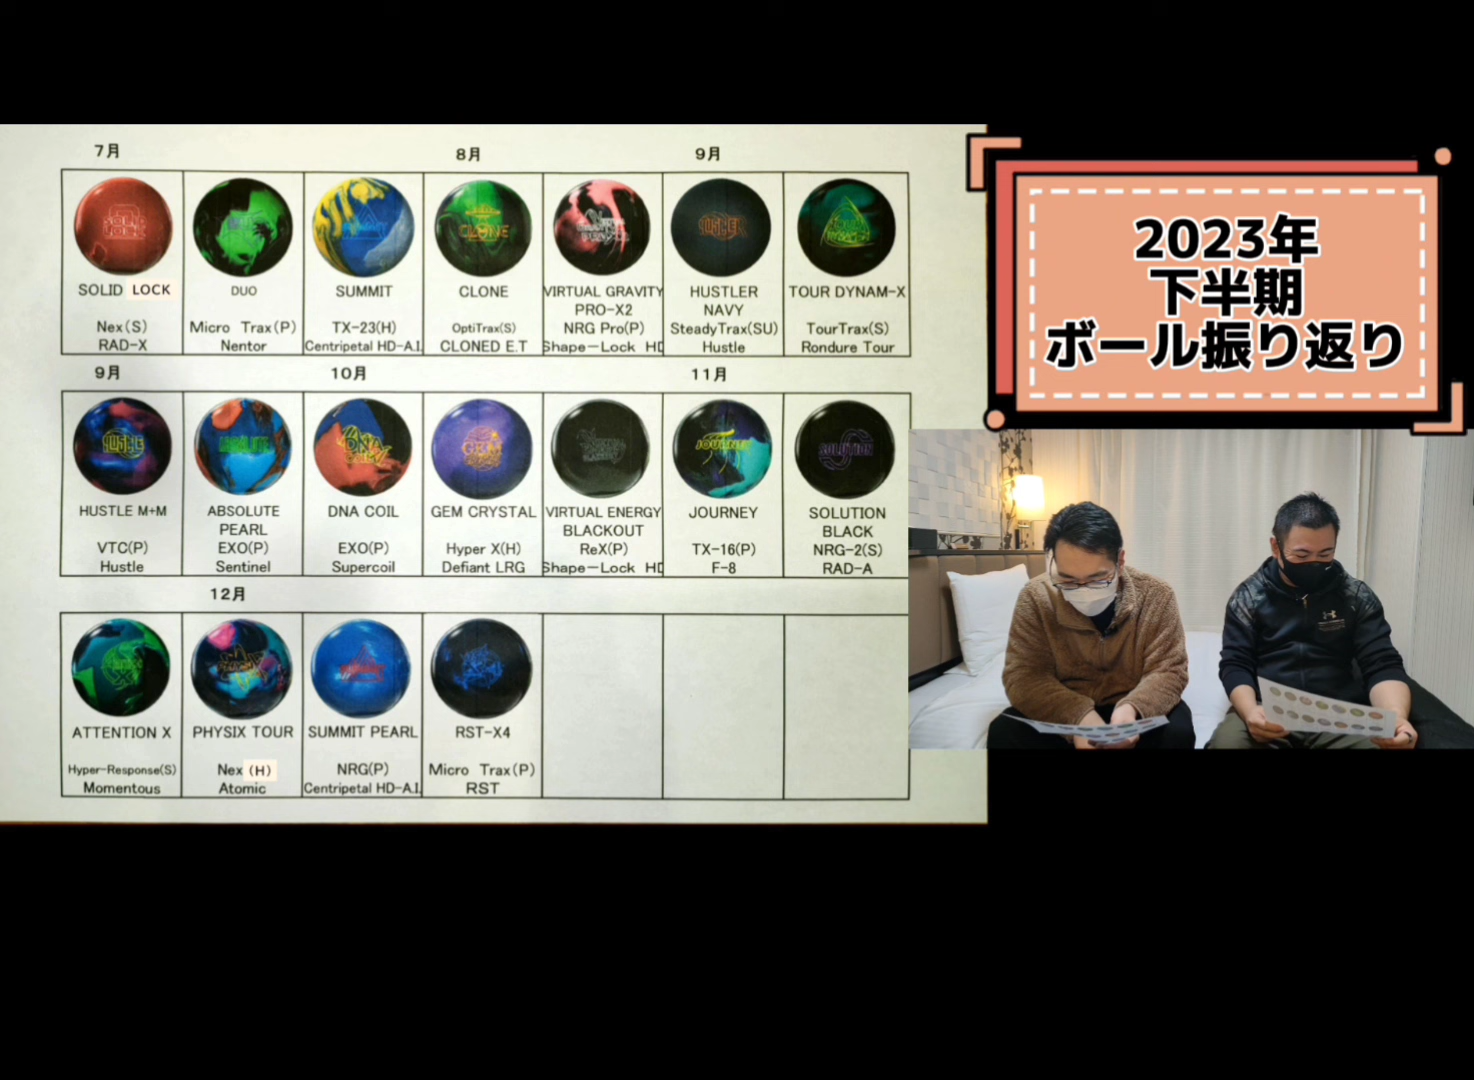 7月
8月
9月
SOLID LOCK
Nex(S)
RAD-X
DUO
Micro Trax(P)
Nentor
SUMMIT
TX-23(H)
Centripetal HD-A.I.
CLONE
OptiTrax(S)
CLONED E.T
VIRTUAL GRAVITY
PRO-X2
NRG Pro(P)
Shape-Lock HD
HUSTLER
NAVY
SteadyTrax(SU)
Hustle
TOUR DYNAM-X
TourTrax(S)
Rondure Tour
9月
10月
11月
HUSTLE M+M
VTC(P)
Hustle
ABSOLUTE
PEARL
EXO(P)
Sentinel
DNA COIL
EXO(P)
Supercoil
GEM CRYSTAL
Hyper X(H)
Defiant LRG
VIRTUAL ENERGY
BLACKOUT
ReX(P)
Shape-Lock HD
JOURNEY
TX-16(P)
F-8
SOLUTION
BLACK
NRG-2(S)
RAD-A
12月
ATTENTION X
Hyper-Response(S)
Momentous
PHYSIX TOUR
Nex (H)
Atomic
SUMMIT PEARL
NRG(P)
Centripetal HD-A.I.
RST-X4
Micro Trax(P)
RST
2023年
下半期
ボール振り返り